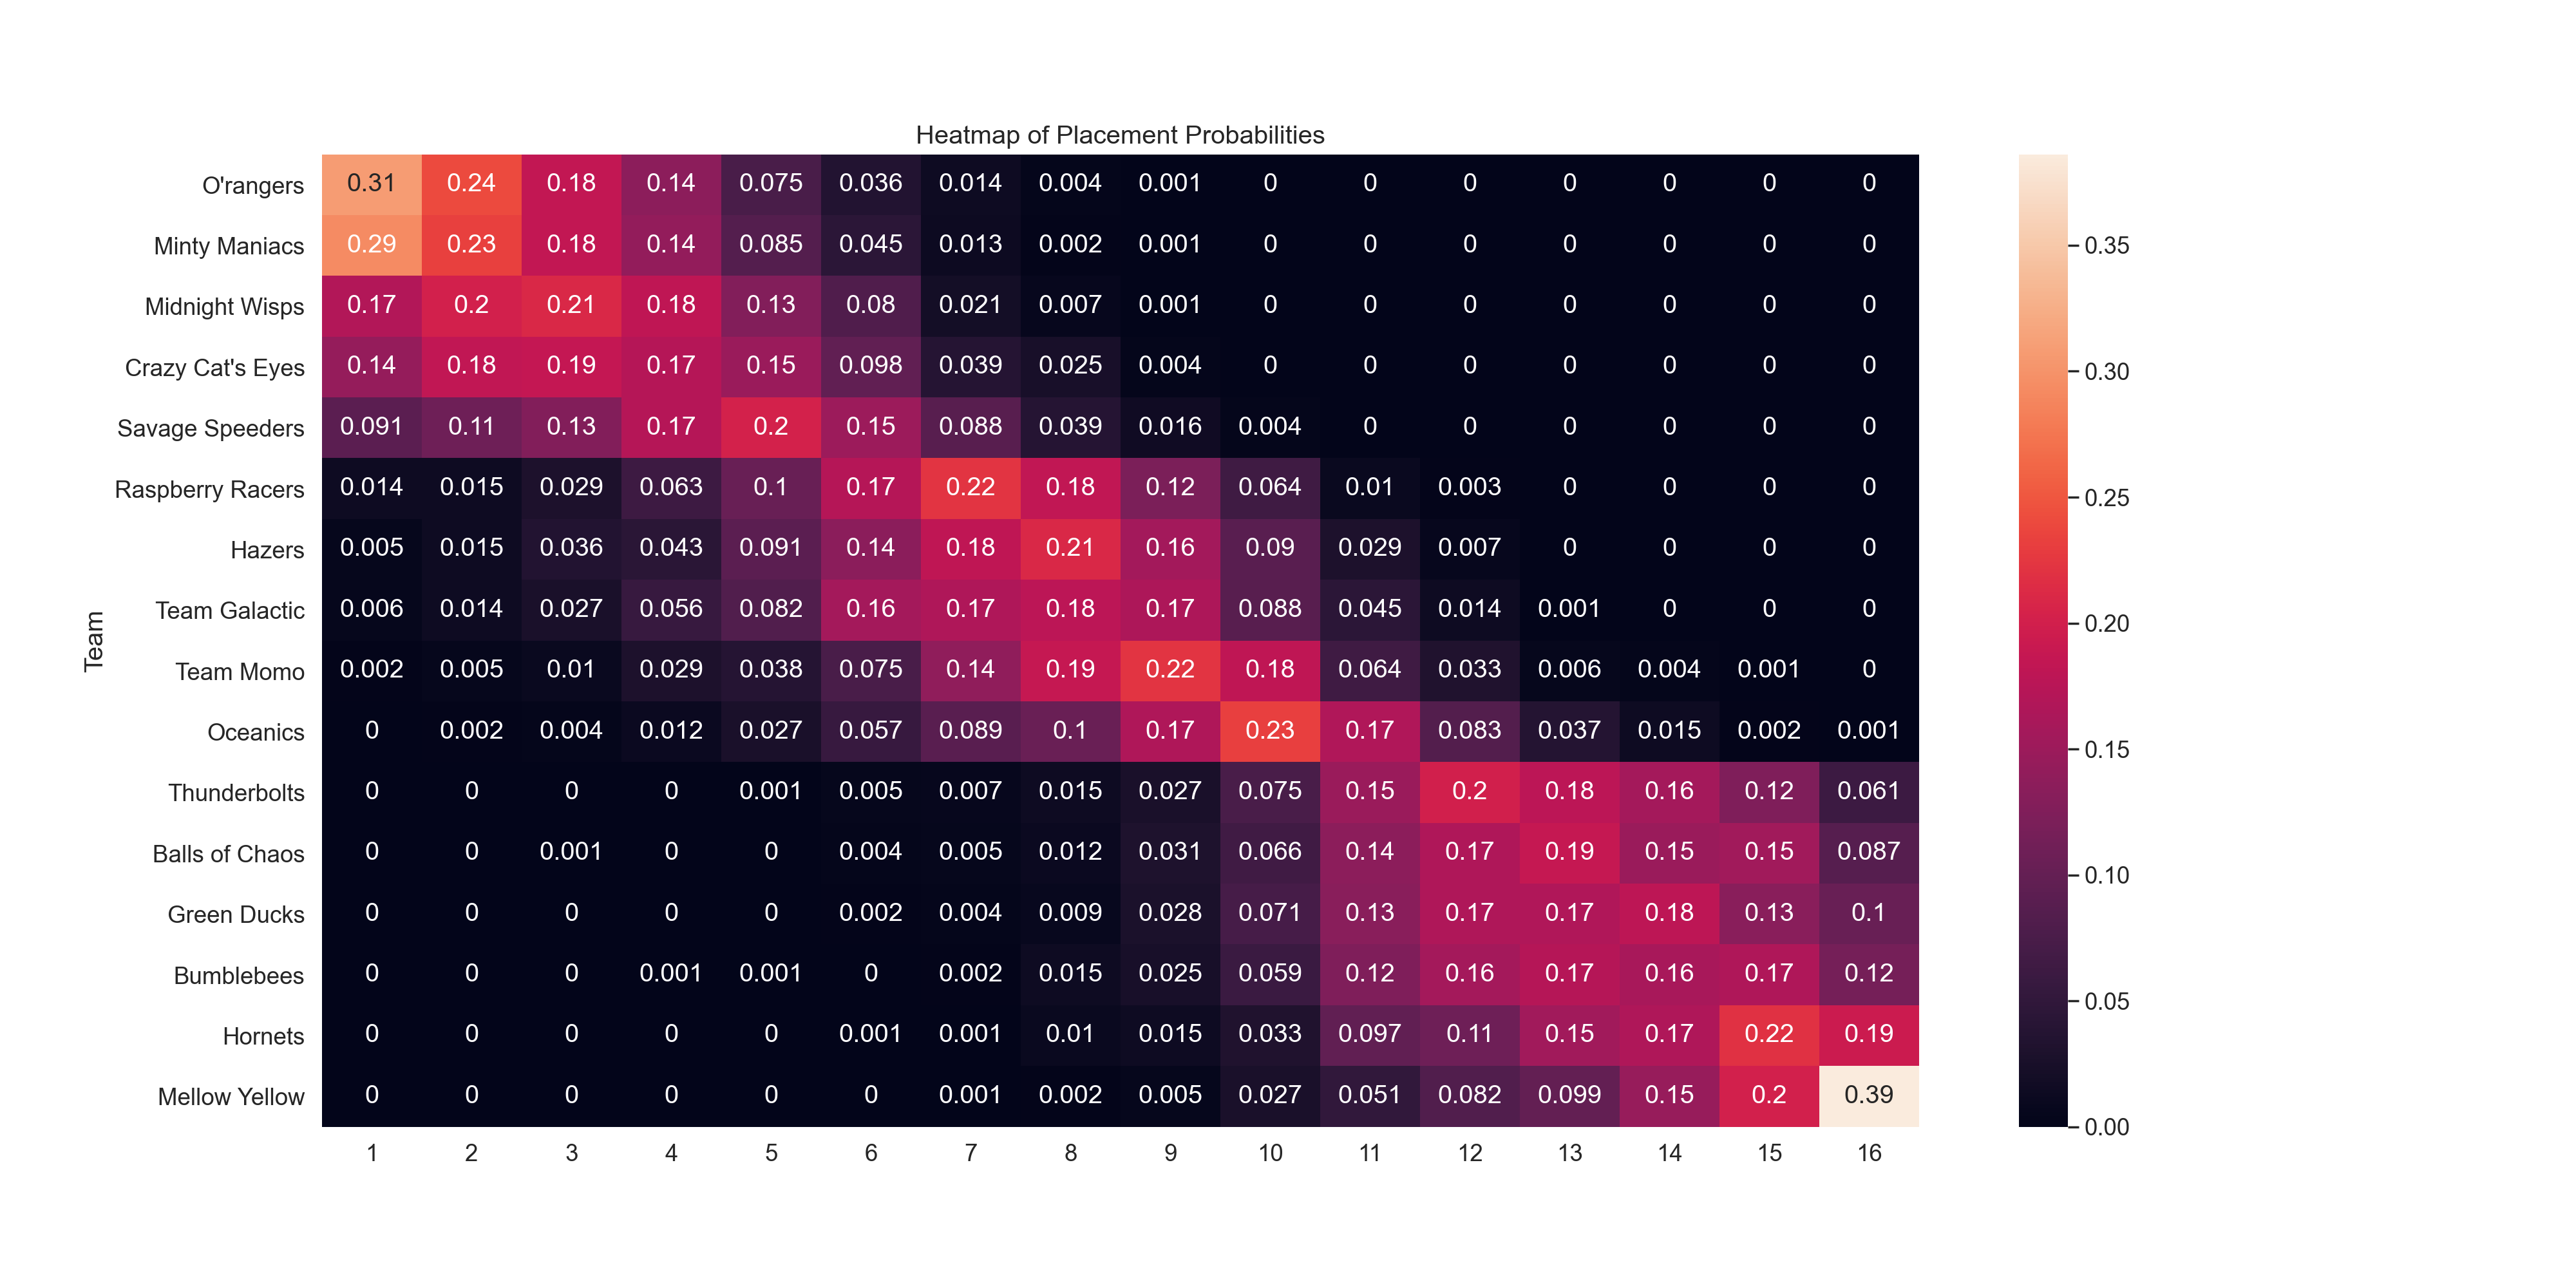 Heatmap of Placement Probabilities
O'rangers 0.31 0.24 0.18 0.14 0.075 0.036 0.014 0.004 0.001 0 0 0 0 0 0 0
Minty Maniacs 0.29 0.23 0.18 0.14 0.085 0.045 0.013 0.002 0.001 0 0 0 0 0 0 0
0.35
Midnight Wisps 0.17 0.2 0.21 0.18 0.13 0.08 0.021 0.007 0.001 0 0 0 0 0 0 0
Crazy Cat's Eyes 0.14 0.18 0.19 0.17 0.15 0.098 0.039 0.025 0.004 0 0 0 0 0 0 0
0.30
Savage Speeders 0.091 0.11 0.13 0.17 0.2 0.15 0.088 0.039 0.016 0.004 0 0 0 0 0 0
Raspberry Racers 0.014 0.015 0.029 0.063 0.1 0.17 0.22 0.18 0.12 0.064 0.01 0.003 0 0 0 0
0.25
Hazers 0.005 0.015 0.036 0.043 0.091 0.14 0.18 0.21 0.16 0.09 0.029 0.007 0 0 0 0
Team Galactic 0.006 0.014 0.027 0.056 0.082 0.16 0.17 0.18 0.17 0.088 0.045 0.014 0.001 0 0 0
0.20
Team
Team Momo 0.002 0.005 0.01 0.029 0.038 0.075 0.14 0.19 0.22 0.18 0.064 0.033 0.006 0.004 0.001 0
Oceanics 0 0.002 0.004 0.012 0.027 0.057 0.089 0.1 0.17 0.23 0.17 0.083 0.037 0.015 0.002 0.001
0.15
Thunderbolts 0 0 0 0 0.001 0.005 0.007 0.015 0.027 0.075 0.15 0.2 0.18 0.16 0.12 0.061
Balls of Chaos 0 0 0.001 0 0 0.004 0.005 0.012 0.031 0.066 0.14 0.17 0.19 0.15 0.15 0.087
0.10
Green Ducks 0 0 0 0 0 0.002 0.004 0.009 0.028 0.071 0.13 0.17 0.17 0.18 0.13 0.1
Bumblebees 0 0 0 0.001 0.001 0 0.002 0.015 0.025 0.059 0.12 0.16 0.17 0.16 0.17 0.12
0.05
Hornets 0 0 0 0 0 0.001 0.001 0.01 0.015 0.033 0.097 0.11 0.15 0.17 0.22 0.19
Mellow Yellow 0 0 0 0 0 0 0.001 0.002 0.005 0.027 0.051 0.082 0.099 0.15 0.2 0.39
0.00
1 2 3 4 5 6 7 8 9 10 11 12 13 14 15 16